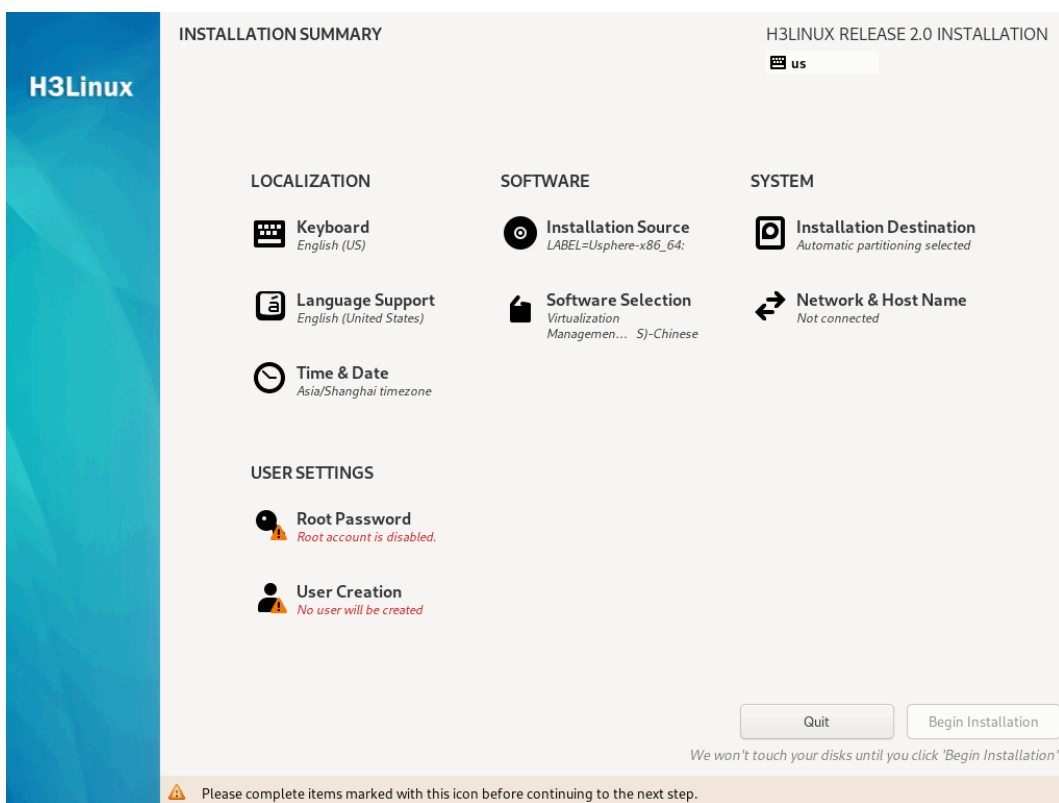 INSTALLATION SUMMARY
H3LINUX RELEASE 2.0 INSTALLATION
us
H3Linux
LOCALIZATION
Keyboard
English (US)
Language Support
English (United States)
Time & Date
Asia/Shanghai timezone
SOFTWARE
Installation Source
LABEL=Usphere-x86_64:
Software Selection
Virtualization
Managemen... S)-Chinese
SYSTEM
Installation Destination
Automatic partitioning selected
Network & Host Name
Not connected
USER SETTINGS
Root Password
Root account is disabled.
User Creation
No user will be created
Quit
Begin Installation
We won't touch your disks until you click 'Begin Installation'
Please complete items marked with this icon before continuing to the next step.